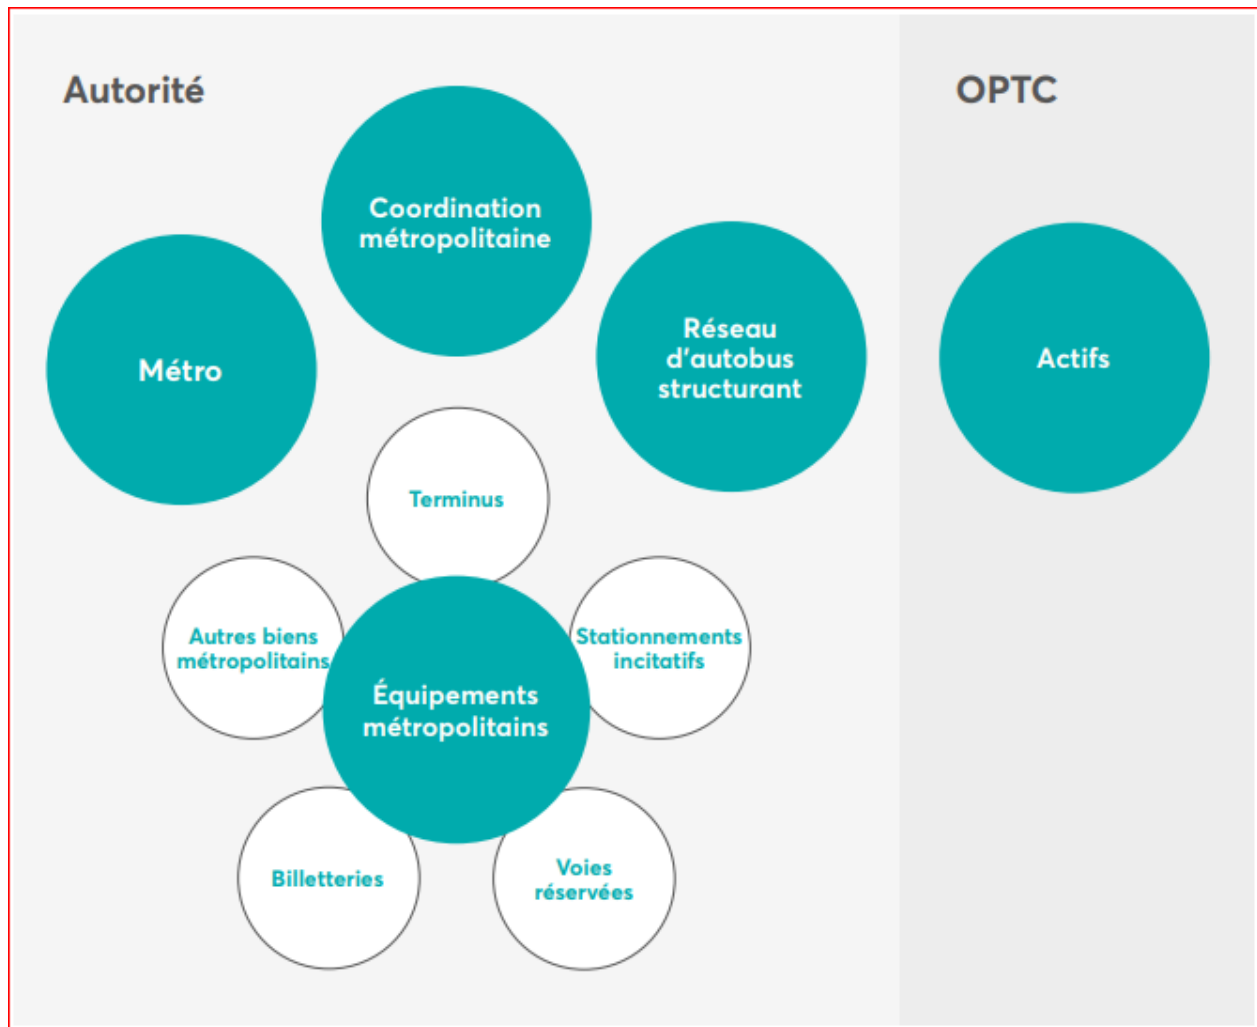 Autorité
OPTC
Coordination
métropolitaine
Métro
Réseau
d'autobus
structurant
Actifs
Terminus
Autres biens
métropolitains
Stationnements
incitatifs
Équipements
métropolitains
Billetteries
Voies
réservées